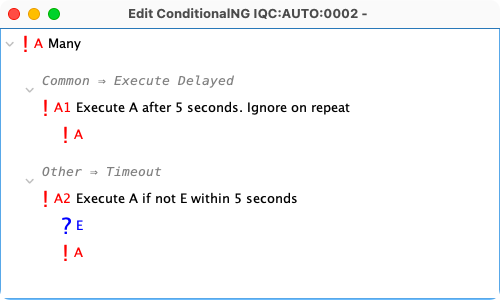 Edit ConditionalNG IQC:AUTO:0002 -
! A Many
Common ⇒ Execute Delayed
! A1 Execute A after 5 seconds. Ignore on repeat
! A
Other ⇒ Timeout
! A2 Execute A if not E within 5 seconds
? E
! A